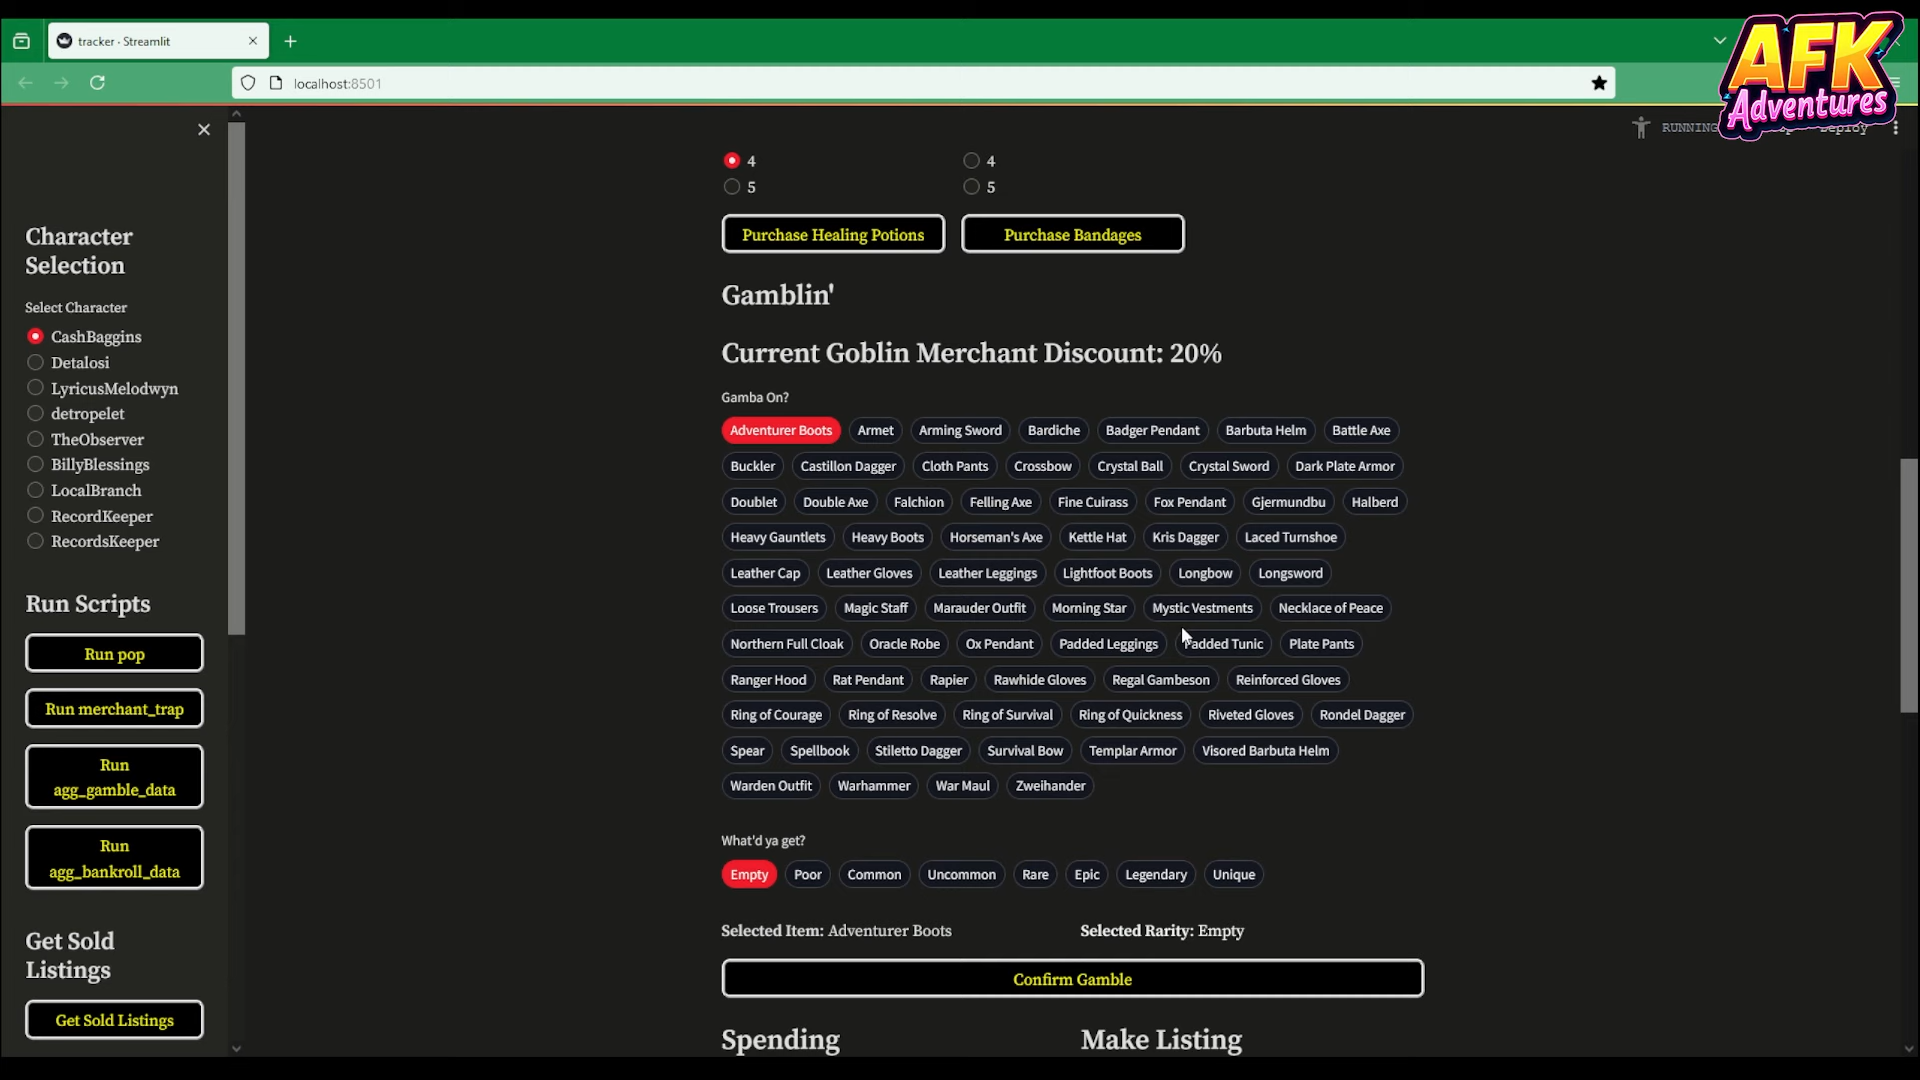 tracker · Streamlit
localhost:8501
AFK
Adventures
RUNNING
Deploy
Character
Selection
Select Character
CashBaggins
Detalosi
LyricusMelodwyn
detropelet
TheObserver
BillyBlessings
LocalBranch
RecordKeeper
RecordsKeeper
Run Scripts
Run pop
Run merchant_trap
Run
agg_gamble_data
Run
agg_bankroll_data
Get Sold
Listings
Get Sold Listings
4 4
5 5
Purchase Healing Potions Purchase Bandages
Gamblin'
Current Goblin Merchant Discount: 20%
Gamba On?
Adventurer Boots Armet Arming Sword Bardiche Badger Pendant Barbuta Helm Battle Axe
Buckler Castillon Dagger Cloth Pants Crossbow Crystal Ball Crystal Sword Dark Plate Armor
Doublet Double Axe Falchion Felling Axe Fine Cuirass Fox Pendant Gjermundbu Halberd
Heavy Gauntlets Heavy Boots Horseman's Axe Kettle Hat Kris Dagger Laced Turnshoe
Leather Cap Leather Gloves Leather Leggings Lightfoot Boots Longbow Longsword
Loose Trousers Magic Staff Marauder Outfit Morning Star Mystic Vestments Necklace of Peace
Northern Full Cloak Oracle Robe Ox Pendant Padded Leggings Padded Tunic Plate Pants
Ranger Hood Rat Pendant Rapier Rawhide Gloves Regal Gambeson Reinforced Gloves
Ring of Courage Ring of Resolve Ring of Survival Ring of Quickness Riveted Gloves Rondel Dagger
Spear Spellbook Stiletto Dagger Survival Bow Templar Armor Visored Barbuta Helm
Warden Outfit Warhammer War Maul Zweihander
What'd ya get?
Empty Poor Common Uncommon Rare Epic Legendary Unique
Selected Item: Adventurer Boots Selected Rarity: Empty
Confirm Gamble
Spending Make Listing